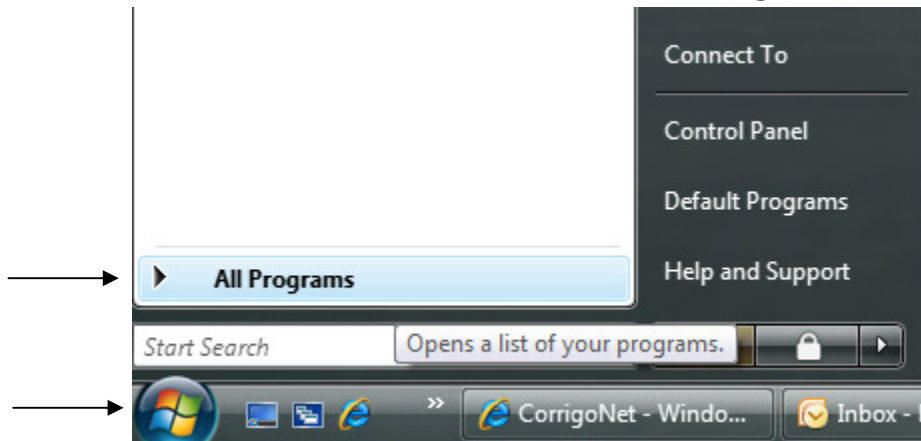 Connect To
Control Panel
Default Programs
All Programs
Help and Support
Start Search
Opens a list of your programs.
»
CorrigoNet - Windo...
Inbox -